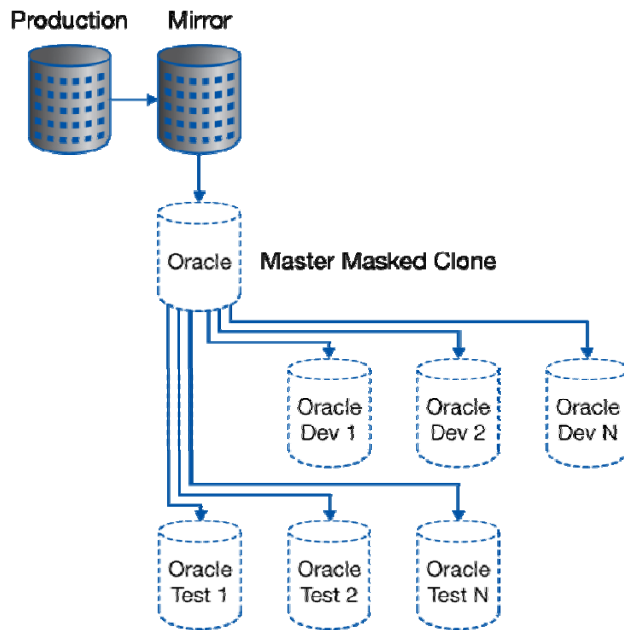 Production Mirror
Oracle Master Masked Clone
Oracle Oracle Oracle
Dev 1 Dev 2 Dev N
Oracle Oracle Oracle
Test 1 Test 2 Test N